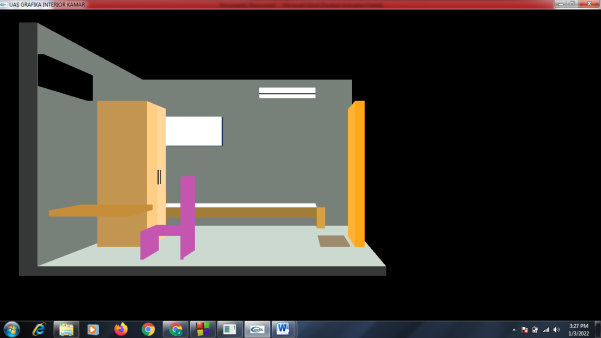 UAS GRAFIKA INTERIOR KAMAR
3:27 PM
1/3/2022